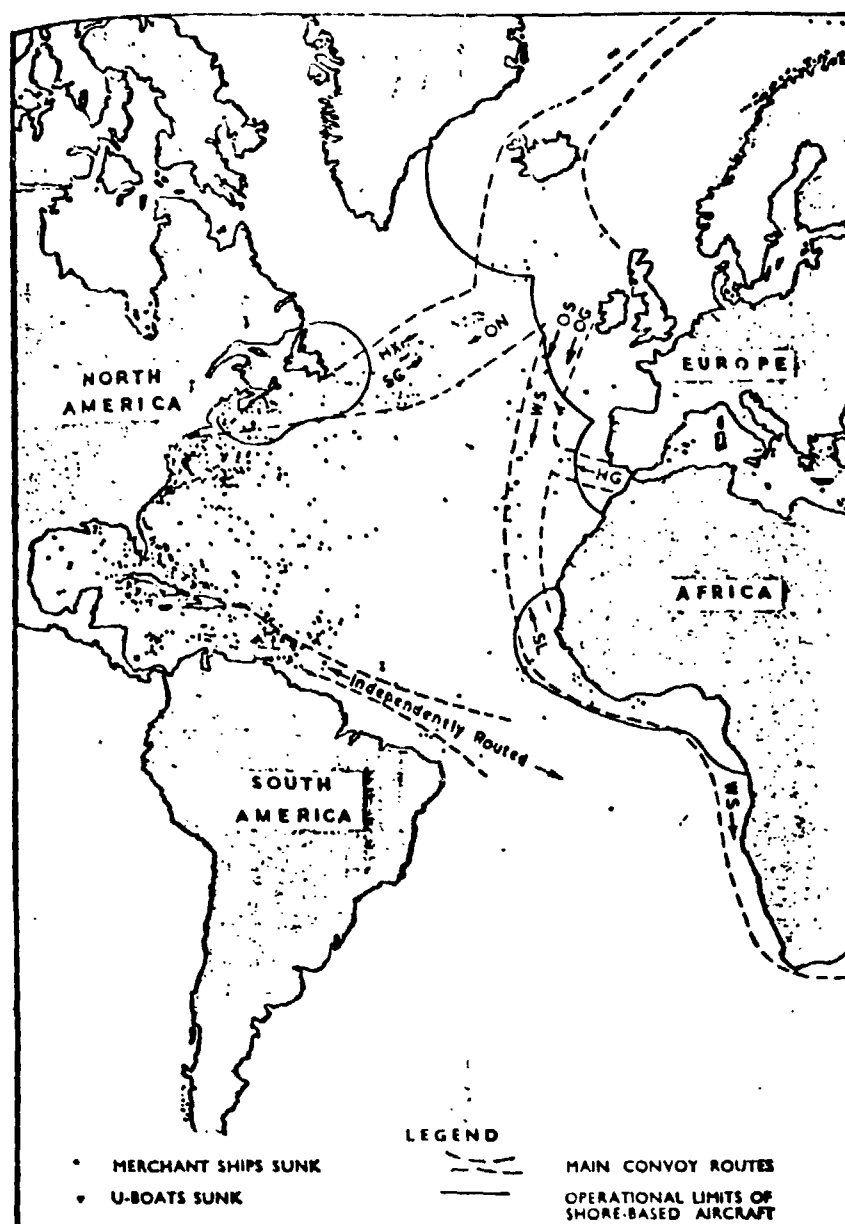 HX
SG
ON
OS
OG
WS
HG
NORTH
AMERICA
EUROPE
AFRICA
SL
Independently Routed
SOUTH
AMERICA
WS
LEGEND
MERCHANT SHIPS SUNK
U-BOATS SUNK
MAIN CONVOY ROUTES
OPERATIONAL LIMITS OF
SHORE-BASED AIRCRAFT